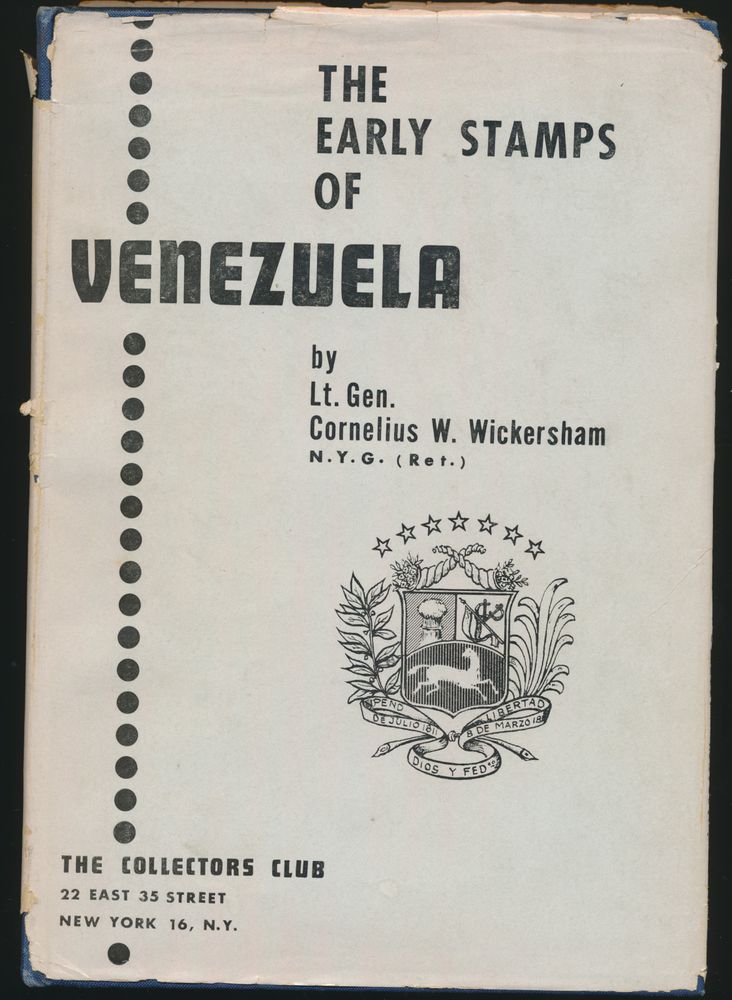 THE
EARLY STAMPS
OF
VENEZUELA
by
Lt. Gen.
Cornelius W. Wickersham
N.Y.G. (Ret.)
LIBERTAD
DE JULIO 1811
8 DE MARZO 18
DIOS Y FED
THE COLLECTORS CLUB
22 EAST 35 STREET
NEW YORK 16, N.Y.